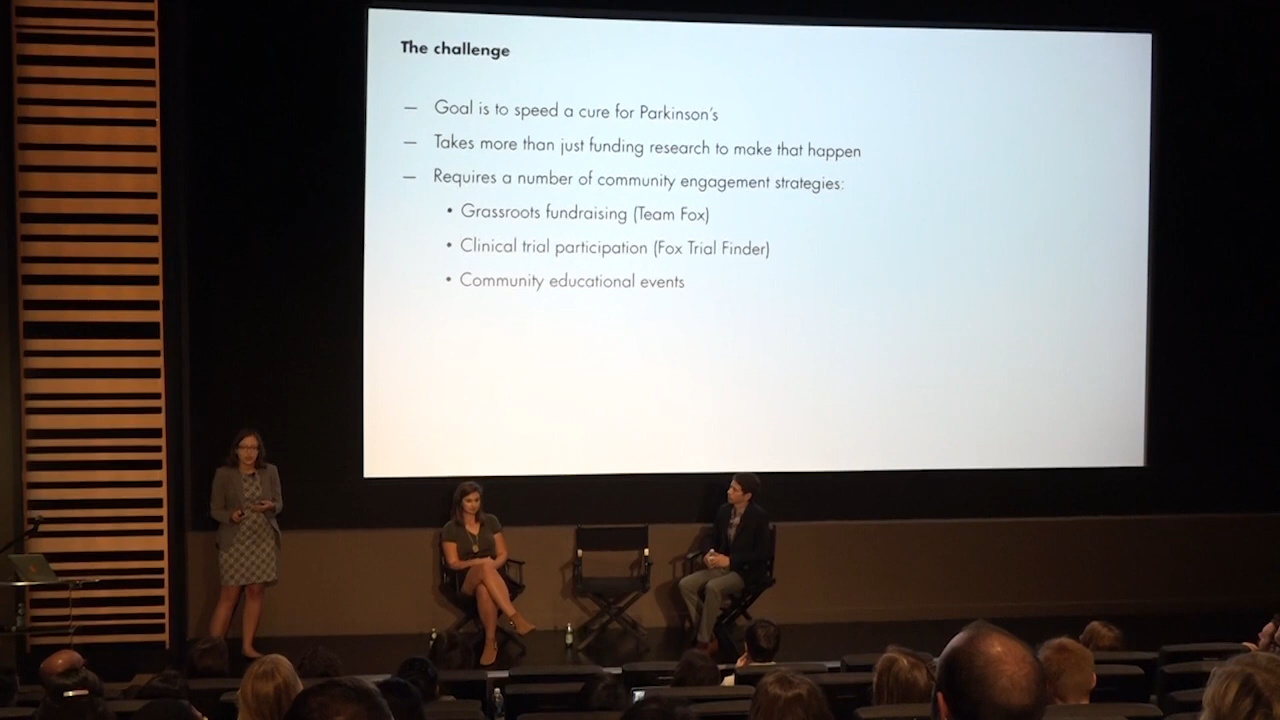 The challenge
— Goal is to speed a cure for Parkinson's
— Takes more than just funding research to make that happen
— Requires a number of community engagement strategies:
• Grassroots fundraising (Team Fox)
• Clinical trial participation (Fox Trial Finder)
• Community educational events